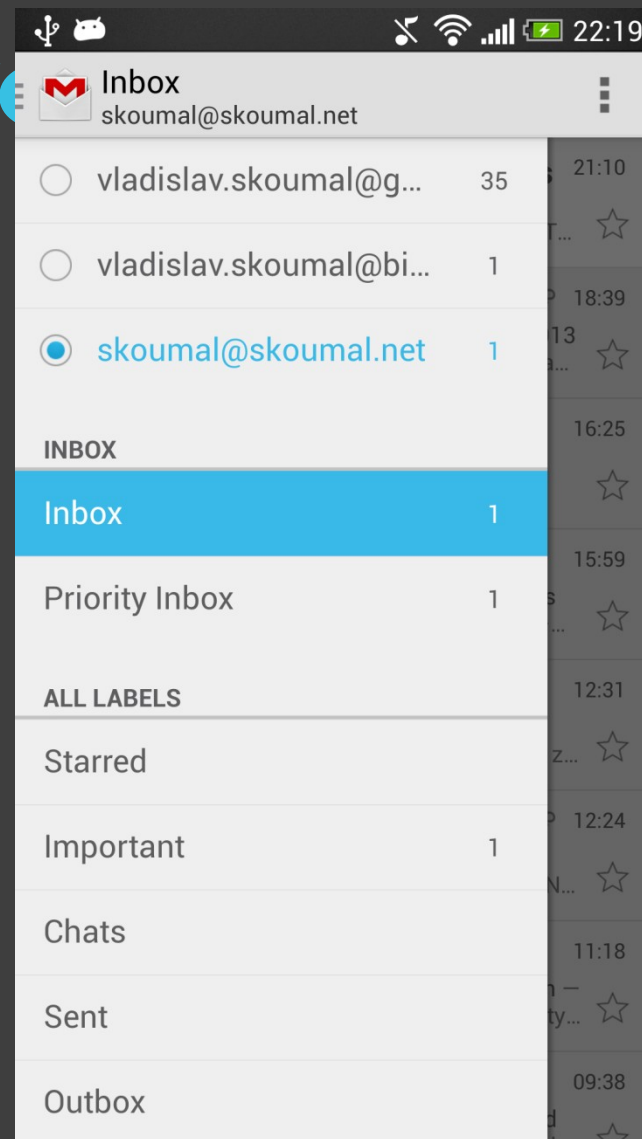 22:19
Inbox
skoumal@skoumal.net
vladislav.skoumal@g... 35
21:10
T...
vladislav.skoumal@bi... 1
18:39
13
a...
skoumal@skoumal.net 1
16:25
INBOX
Inbox 1
15:59
s
...
Priority Inbox 1
12:31
ALL LABELS
z...
Starred
12:24
Important 1
N...
Chats
11:18
Sent
ty...
09:38
Outbox
d